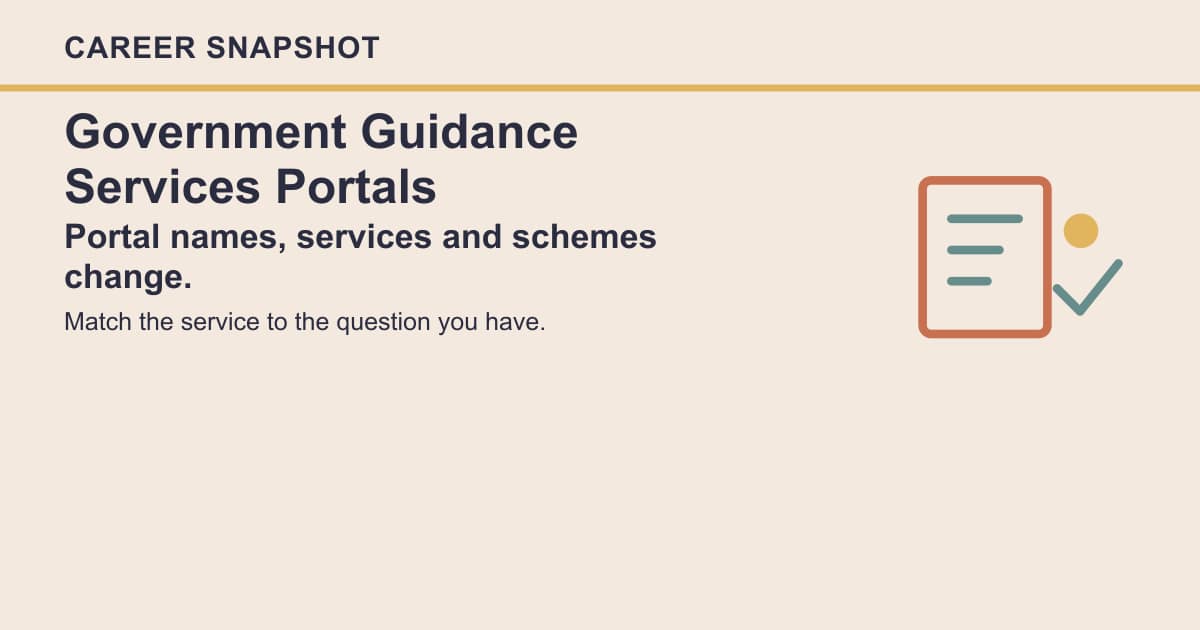 CAREER SNAPSHOT
Government Guidance
Services Portals
Portal names, services and schemes
change.
Match the service to the question you have.